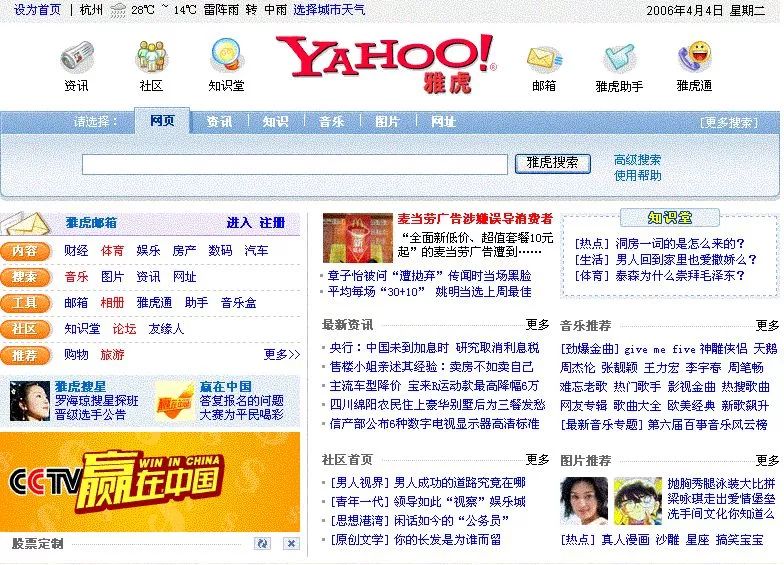 设为首页 | 杭州 28℃ ~ 14℃ 雷阵雨 转 中雨 选择城市天气 2006年4月4日 星期二
资讯 社区 知识堂 YAHOO! 雅虎 邮箱 雅虎助手 雅虎通
请选择: 网页 资讯 知识 音乐 图片 网址 [更多搜索]
雅虎搜索 高级搜索
使用帮助
雅虎邮箱 进入 注册
内容 财经 体育 娱乐 房产 数码 汽车
搜索 音乐 图片 资讯 网址
工具 邮箱 相册 雅虎通 助手 音乐盒
社区 知识堂 论坛 友缘人
推荐 购物 旅游 更多>>
雅虎搜星
罗海琼搜星探班
晋级选手公告
赢在中国
答复报名的问题
大赛为平民喝彩
CCTV 赢在中国 WIN IN CHINA
股票定制
麦当劳广告涉嫌误导消费者
“全面新低价、超值套餐10元
起”的麦当劳广告遭到……
章子怡被问“遭抛弃”传闻时当场黑脸
平均每场“30+10” 姚明当选上周最佳
最新资讯 更多
央行：中国未到加息时 研究取消利息税
售楼小姐亲述其经验：卖房不如卖自己
主流车型降价 宝来R运动款最高降幅6万
四川绵阳农民住上豪华别墅后为三餐发愁
信产部公布6种数字电视显示器高清标准
社区首页 更多
[男人视界] 男人成功的道路究竟在哪
[青年一代] 领导如此“视察”娱乐城
[思想港湾] 闲话如今的“公务员”
[原创文学] 你的长发是为谁而留
知识堂
[热点] 洞房一词的是怎么来的？
[生活] 男人回到家里也爱撒娇么？
[体育] 泰森为什么崇拜毛泽东？
音乐推荐 更多
[劲爆金曲] give me five 神雕侠侣 天鹅
周杰伦 张靓颖 王力宏 李宇春 周笔畅
难忘老歌 热门歌手 影视金曲 热搜歌曲
网友专辑 歌曲大全 欧美经典 新歌飙升
[最新音乐专题] 第六届百事音乐风云榜
图片推荐 更多
抛胸秀腿泳装大比拼
梁咏琪走出爱情堡垒
洗手间文化你知道么
[热点] 真人漫画 沙雕 星座 搞笑宝宝